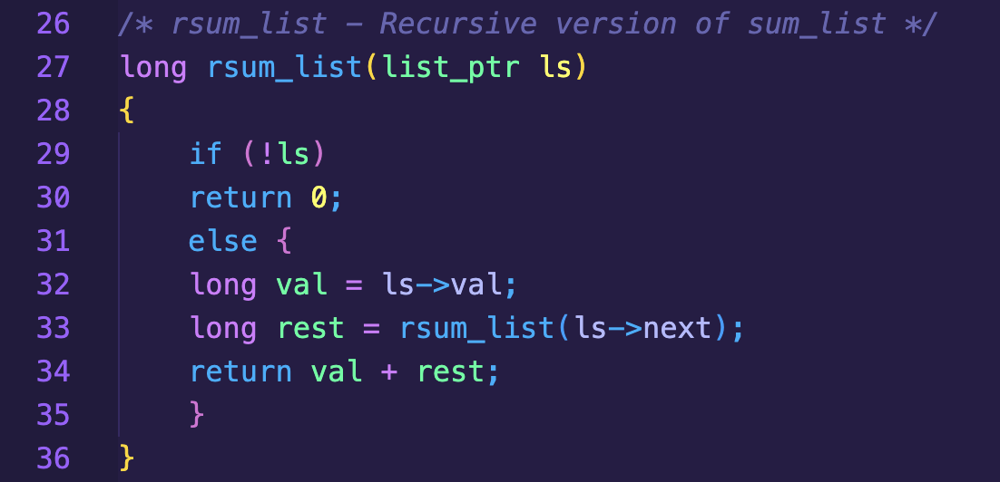 26 /* rsum_list - Recursive version of sum_list */
27 long rsum_list(list_ptr ls)
28 {
29     if (!ls)
30     return 0;
31     else {
32     long val = ls->val;
33     long rest = rsum_list(ls->next);
34     return val + rest;
35     }
36 }